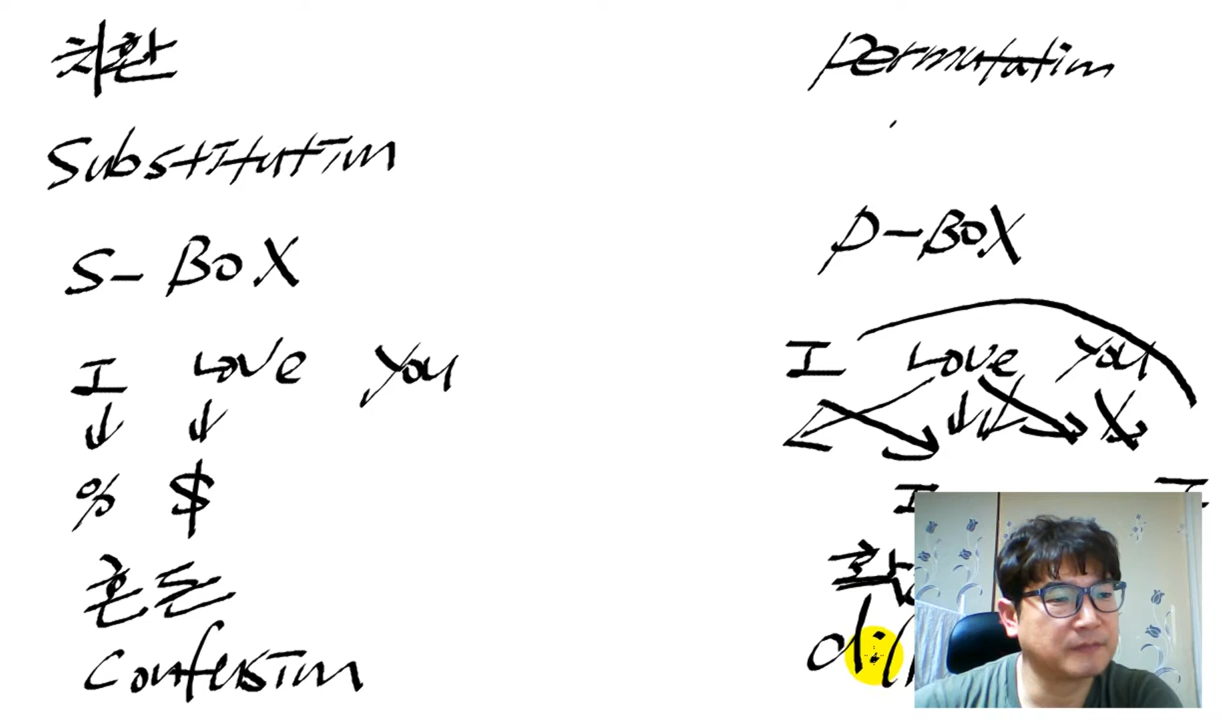 치환
Substitution
S-BOX
I Love You
% $
혼돈
Confusion
Permutation
P-BOX
I Love You
I I